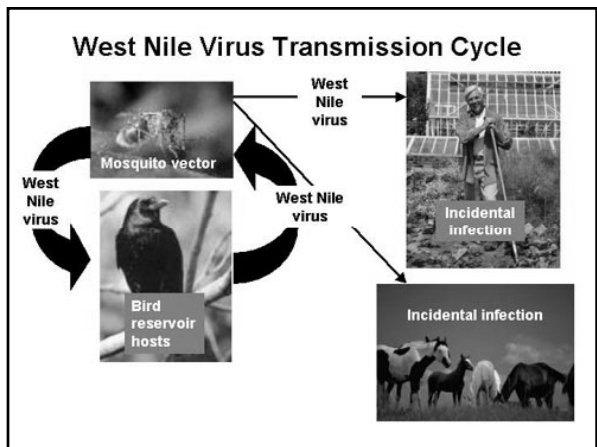 West Nile Virus Transmission Cycle
West
Nile
virus
Mosquito vector
West
Nile
virus
West Nile
virus
Bird
reservoir
hosts
Incidental
infection
Incidental infection